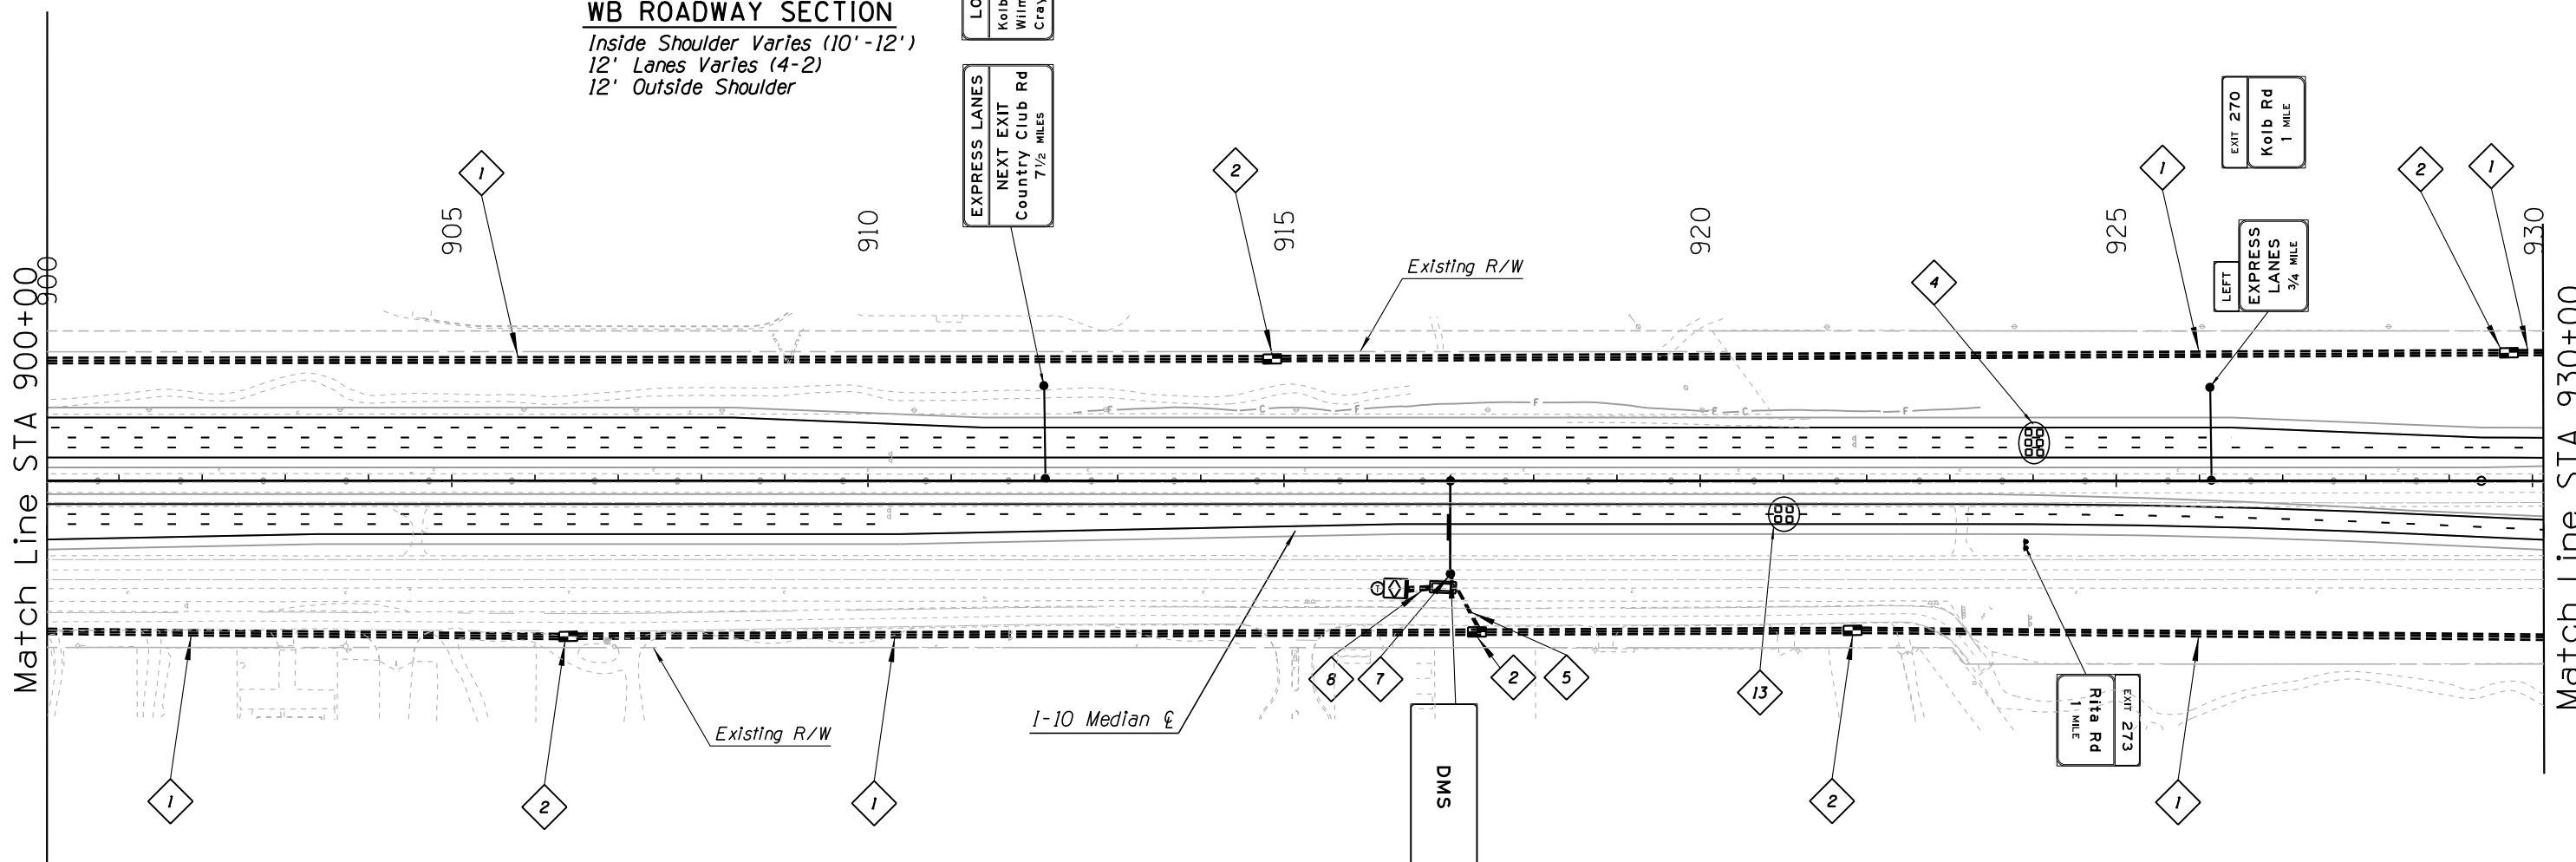 WB ROADWAY SECTION
Inside Shoulder Varies (10'-12')
12' Lanes Varies (4-2)
12' Outside Shoulder
EXPRESS LANES
NEXT EXIT
Country Club Rd
7 1/2 MILES
EXIT 270
Kolb Rd
1 MILE
LEFT
EXPRESS
LANES
3/4 MILE
1
2
1
2
1
4
900
905
910
915
920
925
930
Match Line STA 900+00
Match Line STA 930+00
Existing R/W
F
C
F
F
F
C
F
8
7
2
5
13
I-10 Median ℄
Existing R/W
DMS
EXIT 273
Rita Rd
1 MILE
1
2
1
2
1
T